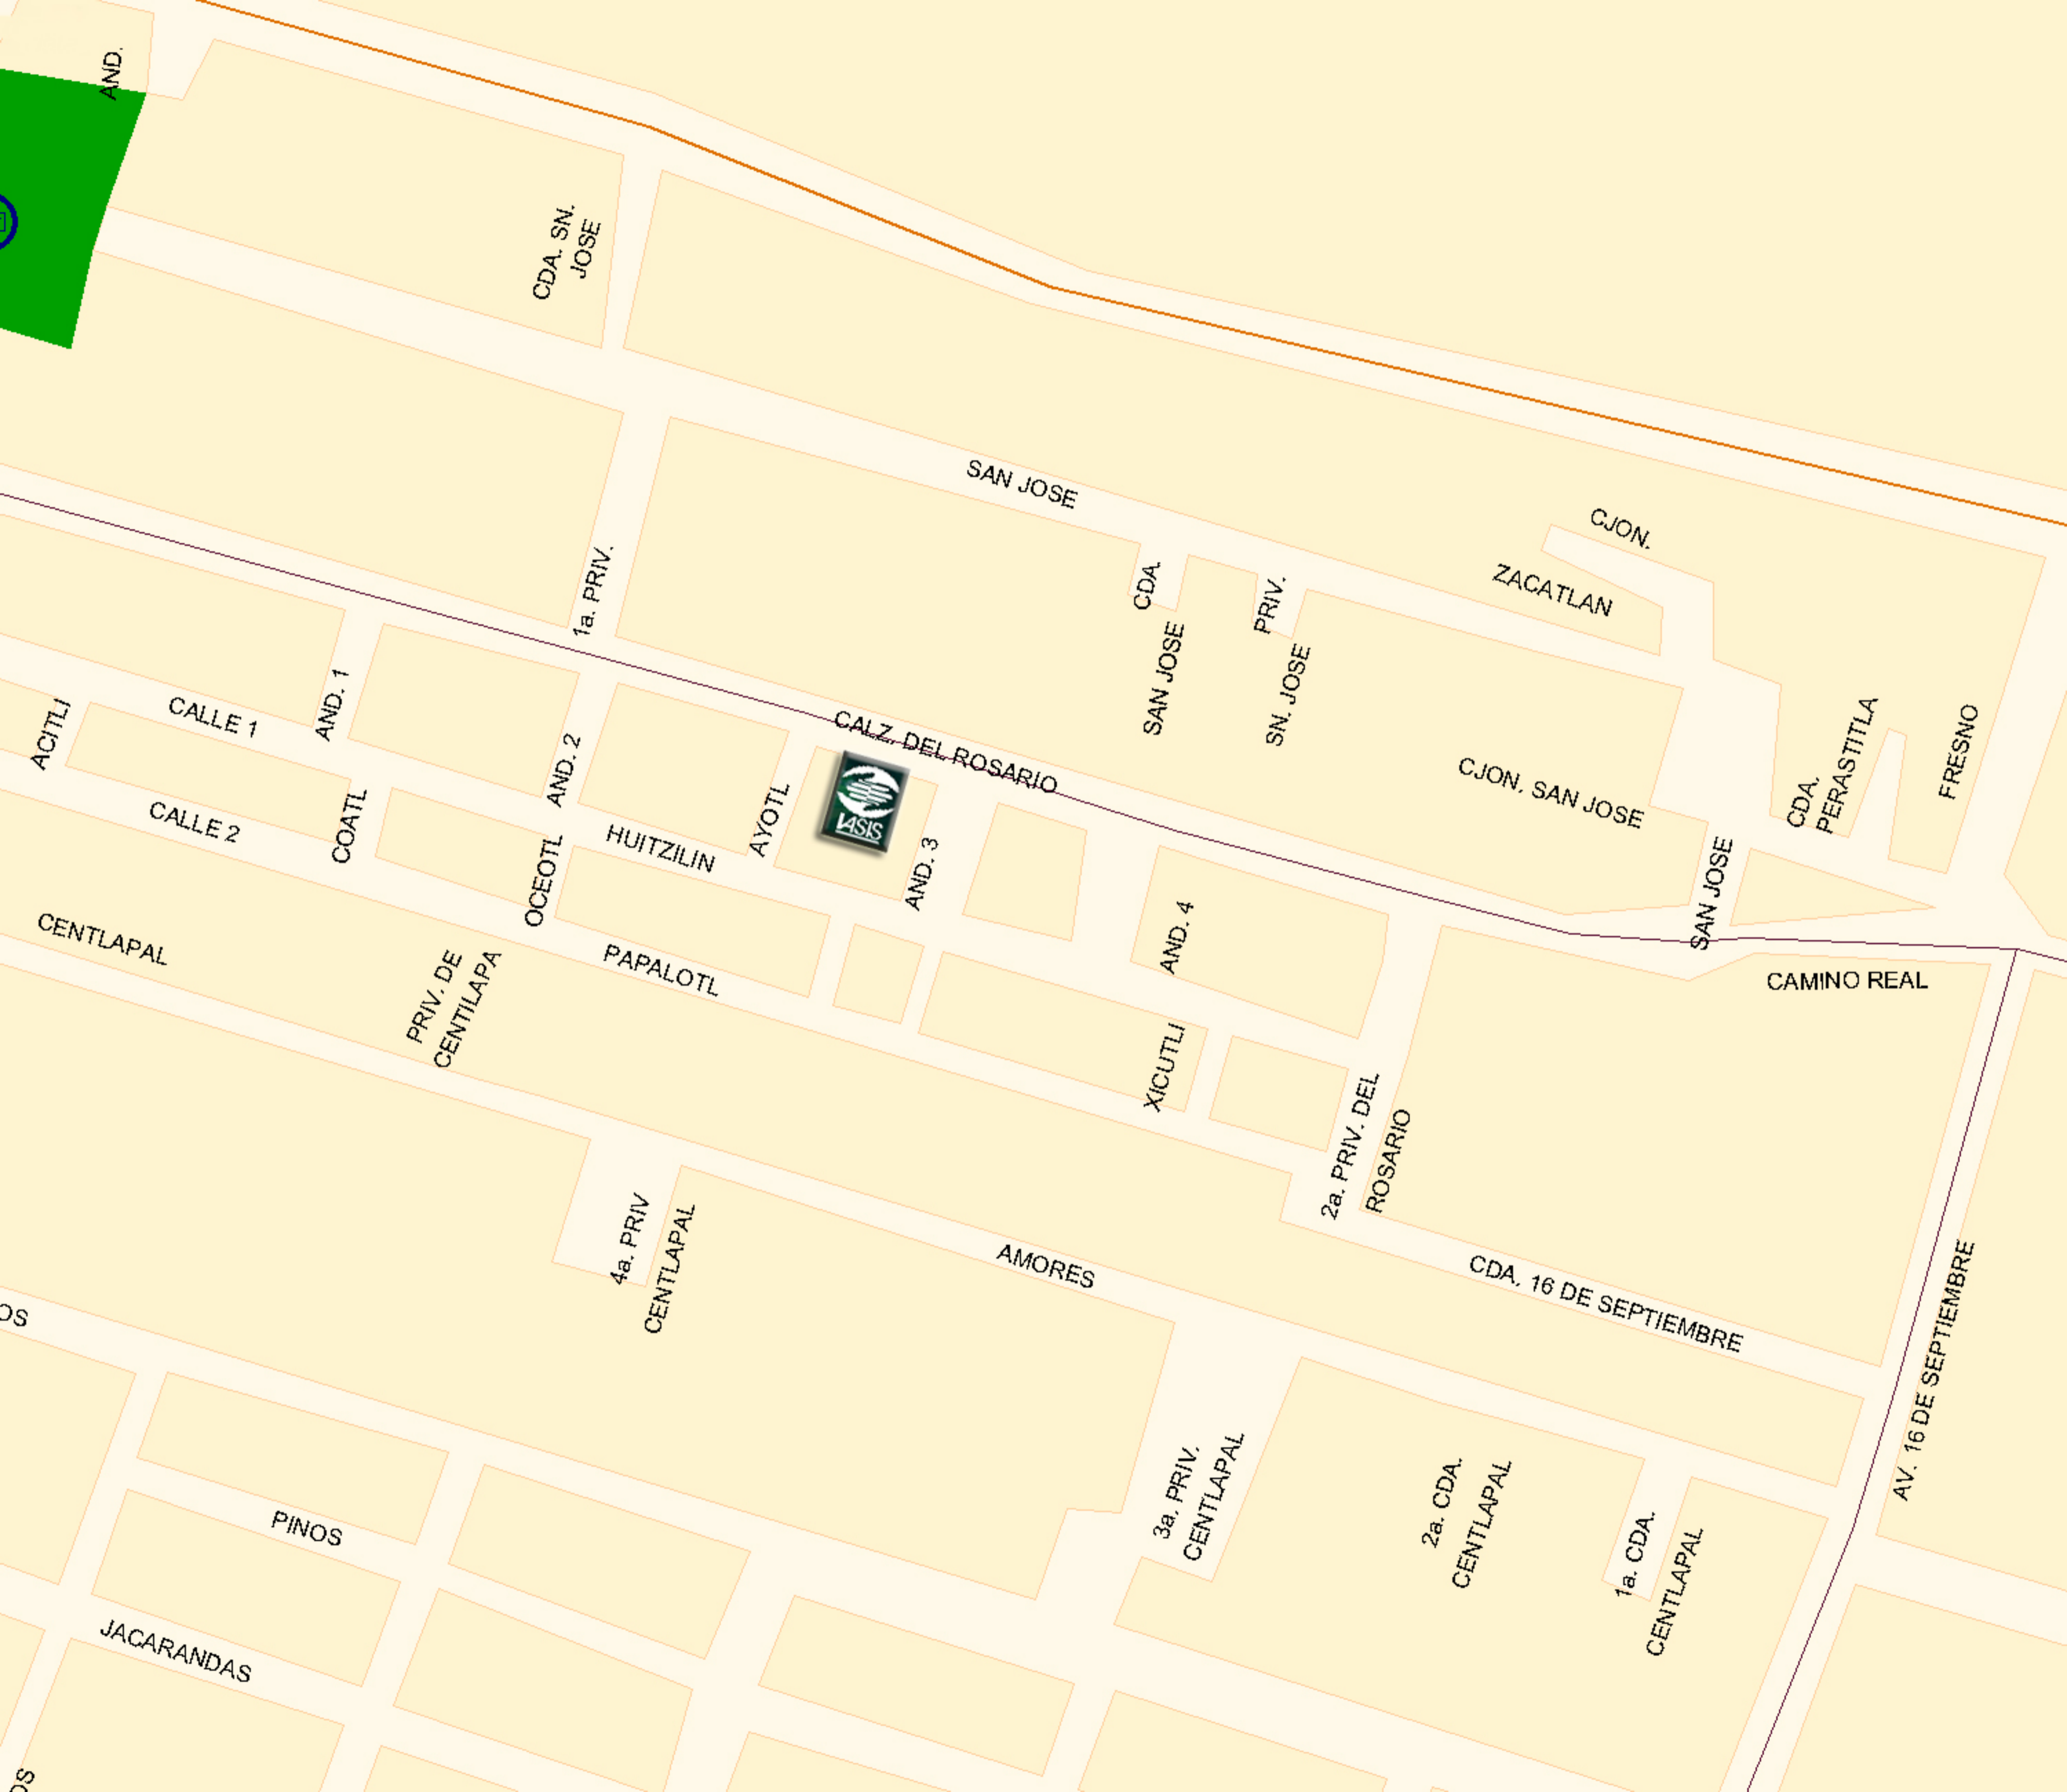 AND.
CDA. SN.
JOSE
SAN JOSE
CJON.
ZACATLAN
1a. PRIV.
CDA.
SAN JOSE
PRIV.
SN. JOSE
AND. 1
ACITLI
CALLE 1
AND. 2
CALZ. DEL ROSARIO
IASIS
CJON. SAN JOSE
CDA.
PERASTITLA
FRESNO
CALLE 2
COATL
OCEOTL
HUITZILIN
AYOTL
AND. 3
AND. 4
SAN JOSE
CAMINO REAL
CENTLAPAL
PRIV. DE
CENTILAPA
PAPALOTL
XICUTLI
2a. PRIV. DEL
ROSARIO
4a. PRIV
CENTLAPAL
AMORES
CDA. 16 DE SEPTIEMBRE
AV. 16 DE SEPTIEMBRE
OS
3a. PRIV.
CENTLAPAL
2a. CDA.
CENTLAPAL
1a. CDA.
CENTLAPAL
PINOS
JACARANDAS
OS